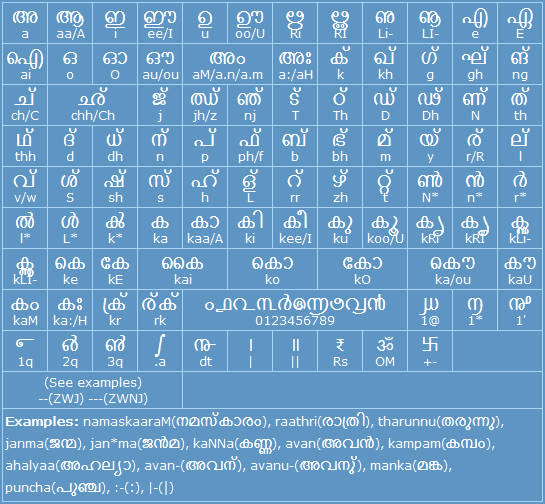 അ ആ ഇ ഈ ഉ ഊ ഋ ൠ ഌ ൡ എ ഏ
a aa/A i ee/I u oo/U Ri RI Li- LI- e E
ഐ ഒ ഓ ഔ അം അഃ ക് ഖ് ഗ് ഘ് ങ്
ai o O au/ou aM/a.n/a.m a:/aH k kh g gh ng
ച് ഛ് ജ് ഝ് ഞ് ട് ഠ് ഡ് ഢ് ണ് ത്
ch/C chh/Ch j jh/z nj T Th D Dh N th
ഥ് ദ് ധ് ന് പ് ഫ് ബ് ഭ് മ് യ് ര് ല്
thh d dh n p ph/f b bh m y r/R l
വ് ശ് ഷ് സ് ഹ് ള് റ് ഴ് റ്റ് ൺ ൻ ർ
v/w S sh s h L rr zh t N* n* r*
ൽ ൾ ൿ ക കാ കി കീ കു കൂ കൃ കൄ കൢ
l* L* k* ka kaa/A ki kee/I ku koo/U kRi kRI kLi-
കൣ കെ കേ കൈ കൊ കോ കൌ കൗ
kLI- ke kE kai ko kO ka/ou kaU
കം കഃ ക്ര് ര്ക് ൦൧൨൩൪൫൬൭൮൯ ൰ ൹ ഁ
kaM ka:/H kr rk 0123456789 1@ 1* 1'
1q 2q 3q .a dt | || Rs OM +-
। ॥ ₹ ॐ 卐
(See examples)
--(ZWJ) ---(ZWNJ)
Examples: namaskaaraM(നമസ്കാരം), raathri(രാത്രി), tharunnu(തരുന്നു),
janma(ജന്മ), jan*ma(ജൻമ), kaNNa(കണ്ണ), avan(അവൻ), kampam(കമ്പം),
ahalyaa(അഹല്യാ), avan-(അവന്), avanu-(അവനു്), manka(മങ്ക),
puncha(പുഞ്ച), :-(:), |-(|)